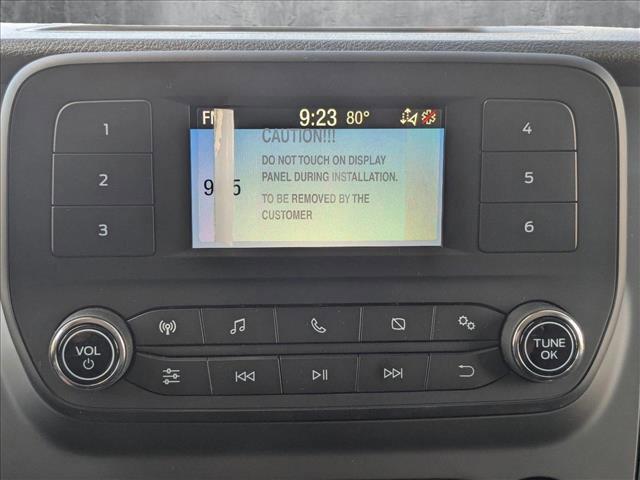 FM 9:23 80°
CAUTION!!!
DO NOT TOUCH ON DISPLAY
PANEL DURING INSTALLATION.
TO BE REMOVED BY THE
CUSTOMER
1
2
3
4
5
6
VOL
TUNE
OK